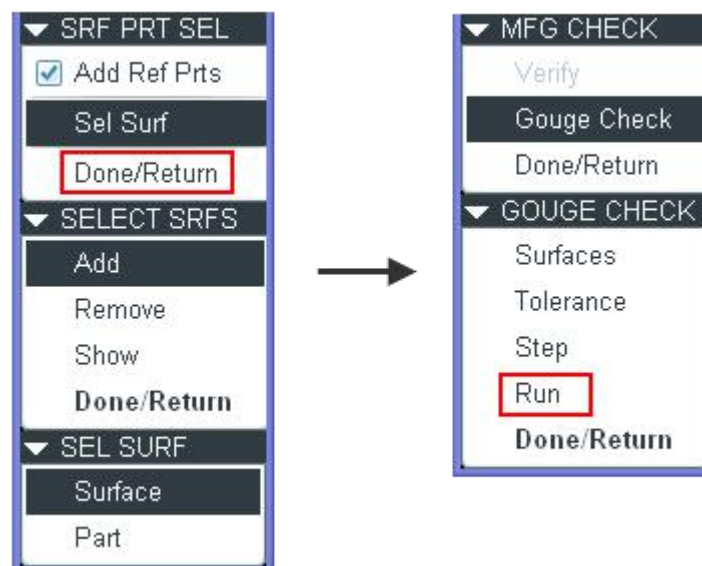 SRF PRT SEL
Add Ref Prts
Sel Surf
Done/Return
SELECT SRFS
Add
Remove
Show
Done/Return
SEL SURF
Surface
Part
MFG CHECK
Verify
Gouge Check
Done/Return
GOUGE CHECK
Surfaces
Tolerance
Step
Run
Done/Return